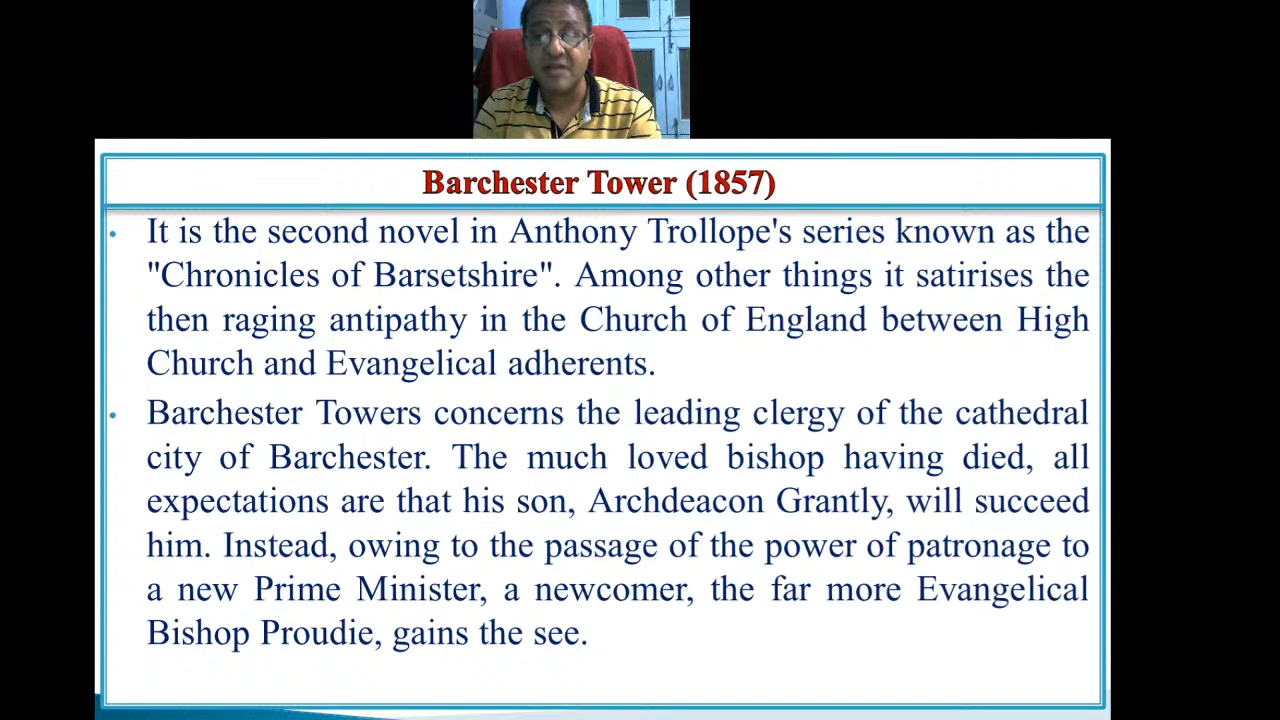 Barchester Tower (1857)
• It is the second novel in Anthony Trollope's series known as the
"Chronicles of Barsetshire". Among other things it satirises the
then raging antipathy in the Church of England between High
Church and Evangelical adherents.
• Barchester Towers concerns the leading clergy of the cathedral
city of Barchester. The much loved bishop having died, all
expectations are that his son, Archdeacon Grantly, will succeed
him. Instead, owing to the passage of the power of patronage to
a new Prime Minister, a newcomer, the far more Evangelical
Bishop Proudie, gains the see.